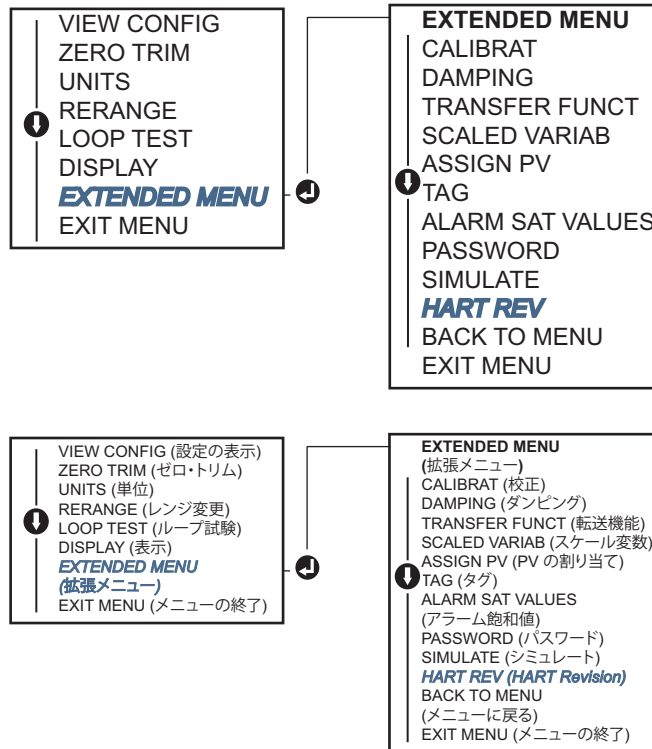 VIEW CONFIG
ZERO TRIM
UNITS
RERANGE
LOOP TEST
DISPLAY
EXTENDED MENU
EXIT MENU
EXTENDED MENU
CALIBRAT
DAMPING
TRANSFER FUNCT
SCALED VARIAB
ASSIGN PV
TAG
ALARM SAT VALUES
PASSWORD
SIMULATE
HART REV
BACK TO MENU
EXIT MENU
VIEW CONFIG (設定の表示)
ZERO TRIM (ゼロ・トリム)
UNITS (単位)
RERANGE (レンジ変更)
LOOP TEST (ループ試験)
DISPLAY (表示)
EXTENDED MENU
(拡張メニュー)
EXIT MENU (メニューの終了)
EXTENDED MENU
(拡張メニュー)
CALIBRAT (校正)
DAMPING (ダンピング)
TRANSFER FUNCT (転送機能)
SCALED VARIAB (スケール変数)
ASSIGN PV (PV の割り当て)
TAG (タグ)
ALARM SAT VALUES
(アラーム飽和値)
PASSWORD (パスワード)
SIMULATE (シミュレート)
HART REV (HART Revision)
BACK TO MENU
(メニューに戻る)
EXIT MENU (メニューの終了)